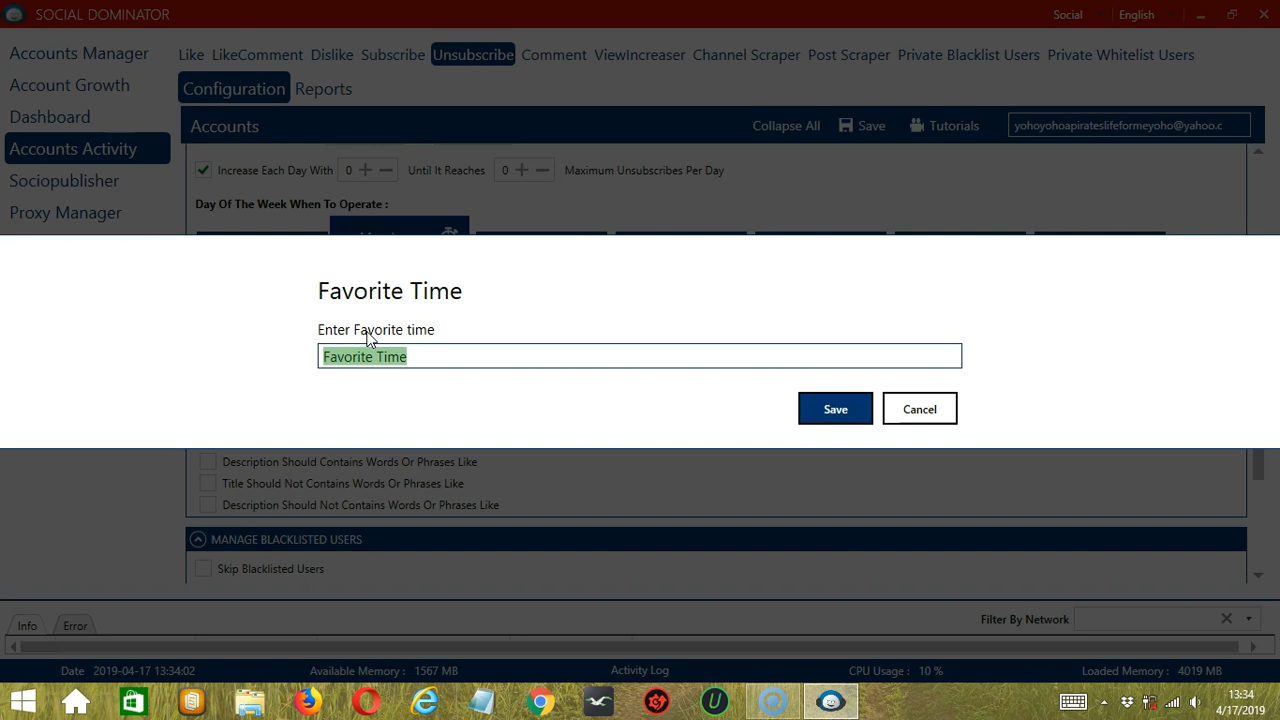 SOCIAL DOMINATOR
Social
English
Accounts Manager
Account Growth
Dashboard
Accounts Activity
Sociopublisher
Proxy Manager
Like LikeComment Dislike Subscribe Unsubscribe Comment ViewIncreaser Channel Scraper Post Scraper Private Blacklist Users Private Whitelist Users
Configuration Reports
Accounts
Collapse All Save Tutorials yohoyohoapirateslifeformeyoho@yahoo.c
Increase Each Day With 0 + − Until It Reaches 0 + − Maximum Unsubscribes Per Day
Day Of The Week When To Operate :
Favorite Time
Enter Favorite time
Favorite Time
Save Cancel
Description Should Contains Words Or Phrases Like
Title Should Not Contains Words Or Phrases Like
Description Should Not Contains Words Or Phrases Like
MANAGE BLACKLISTED USERS
Skip Blacklisted Users
Info Error
Filter By Network
Date 2019-04-17 13:34:02 Available Memory : 1567 MB Activity Log CPU Usage : 10 % Loaded Memory : 4019 MB
13:34
4/17/2019